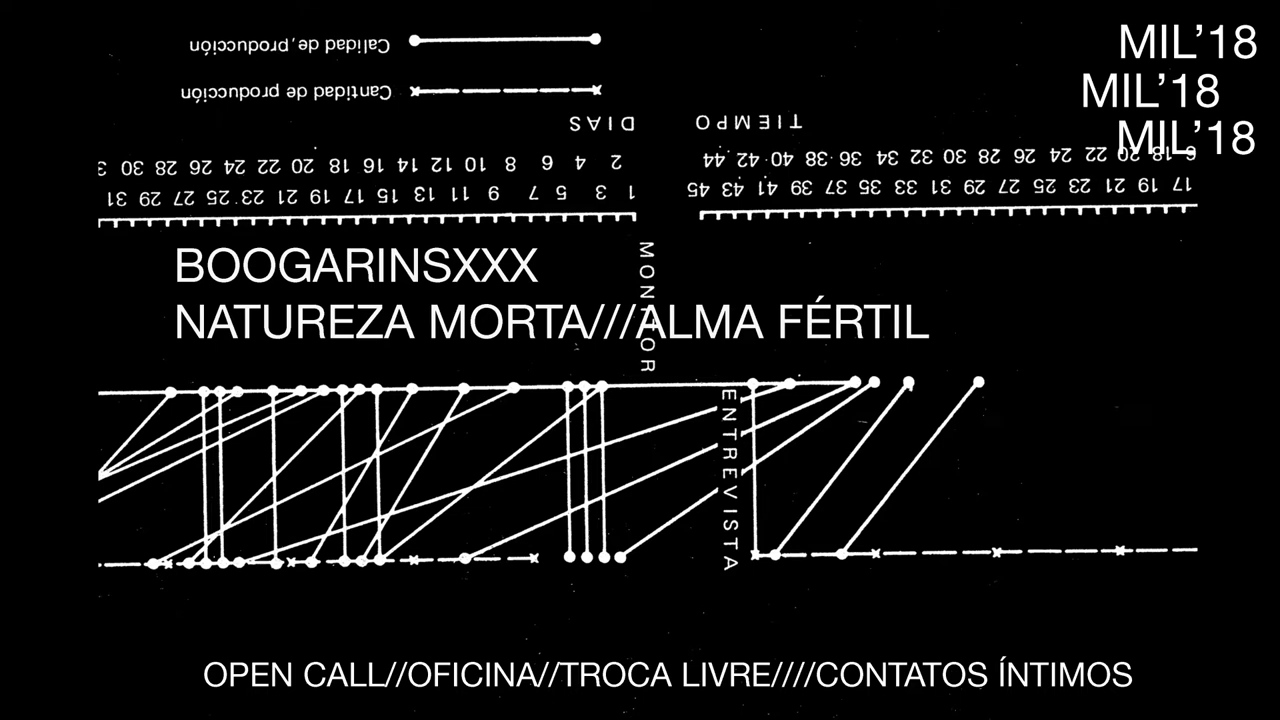 Calidad de producción
Cantidad de producción
MIL’18
MIL’18
MIL’18
DIAS
TIEMPO
30 28 26 24 22 20 18 16 14 12 10 8 6 4 2
44 42 40 38 36 34 32 30 28 26 24 22 20 18
31 29 27 25 23 21 19 17 15 13 11 9 7 5 3 1
45 43 41 39 37 35 33 31 29 27 25 23 21 19 17
MONITOR
BOOGARINSXXX
NATUREZA MORTA///ALMA FÉRTIL
ENTREVISTA
OPEN CALL//OFICINA//TROCA LIVRE////CONTATOS ÍNTIMOS